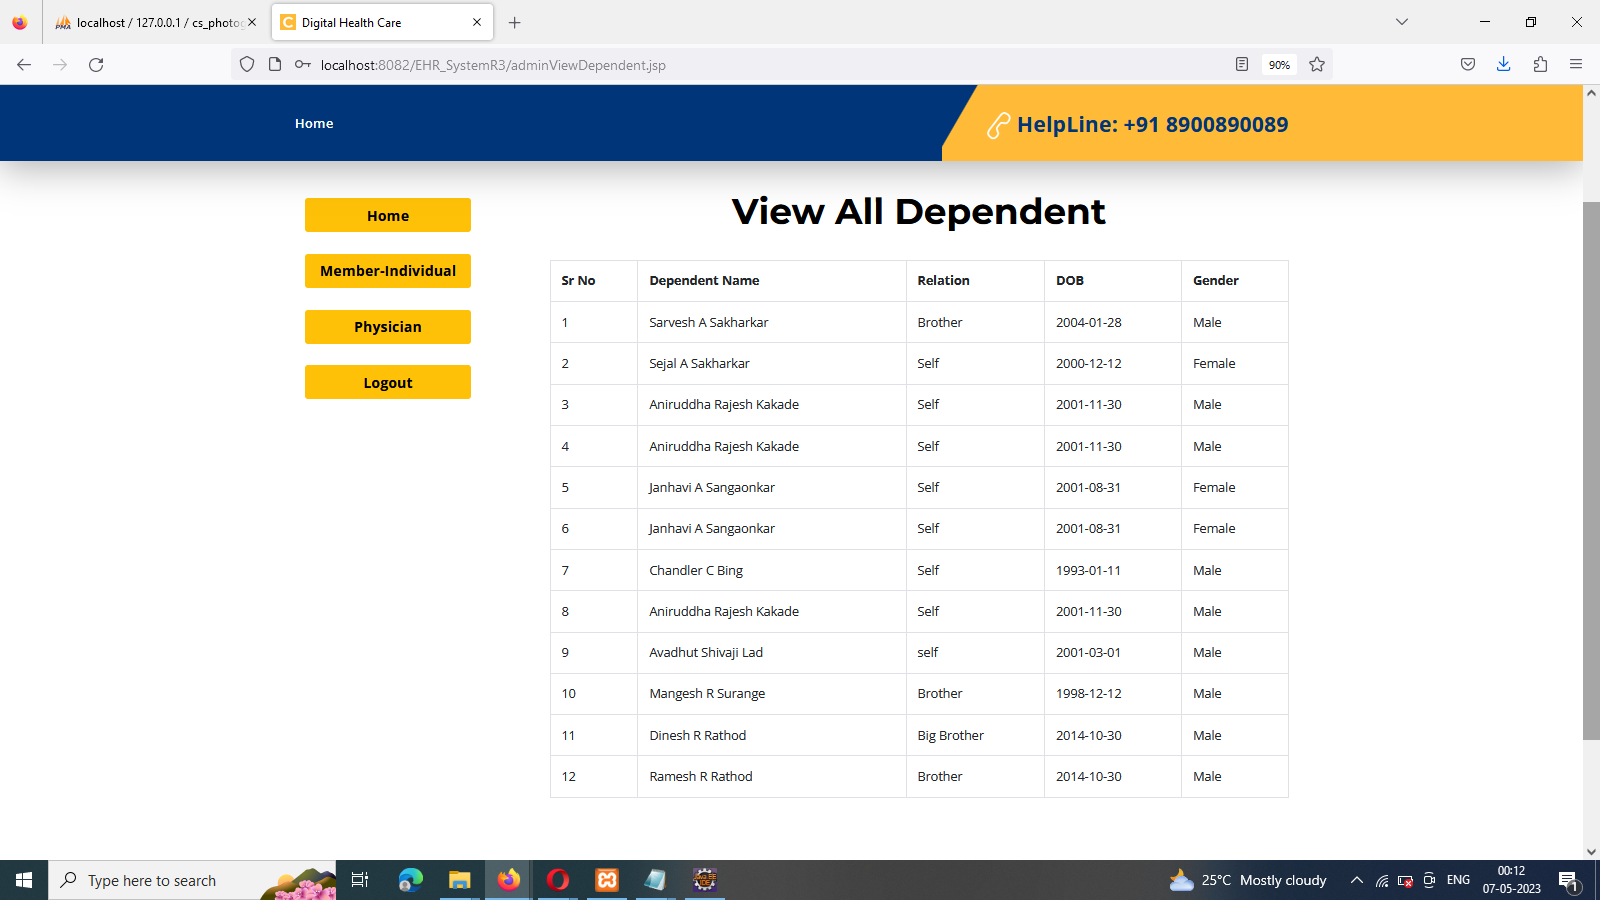 localhost / 127.0.0.1 / cs_photog
Digital Health Care
localhost:8082/EHR_SystemR3/adminViewDependent.jsp
90%
Home
HelpLine: +91 8900890089
Home
Member-Individual
Physician
Logout
View All Dependent
Sr No Dependent Name Relation DOB Gender
1 Sarvesh A Sakharkar Brother 2004-01-28 Male
2 Sejal A Sakharkar Self 2000-12-12 Female
3 Aniruddha Rajesh Kakade Self 2001-11-30 Male
4 Aniruddha Rajesh Kakade Self 2001-11-30 Male
5 Janhavi A Sangaonkar Self 2001-08-31 Female
6 Janhavi A Sangaonkar Self 2001-08-31 Female
7 Chandler C Bing Self 1993-01-11 Male
8 Aniruddha Rajesh Kakade Self 2001-11-30 Male
9 Avadhut Shivaji Lad self 2001-03-01 Male
10 Mangesh R Surange Brother 1998-12-12 Male
11 Dinesh R Rathod Big Brother 2014-10-30 Male
12 Ramesh R Rathod Brother 2014-10-30 Male
Type here to search
25°C Mostly cloudy
ENG
00:12
07-05-2023
1